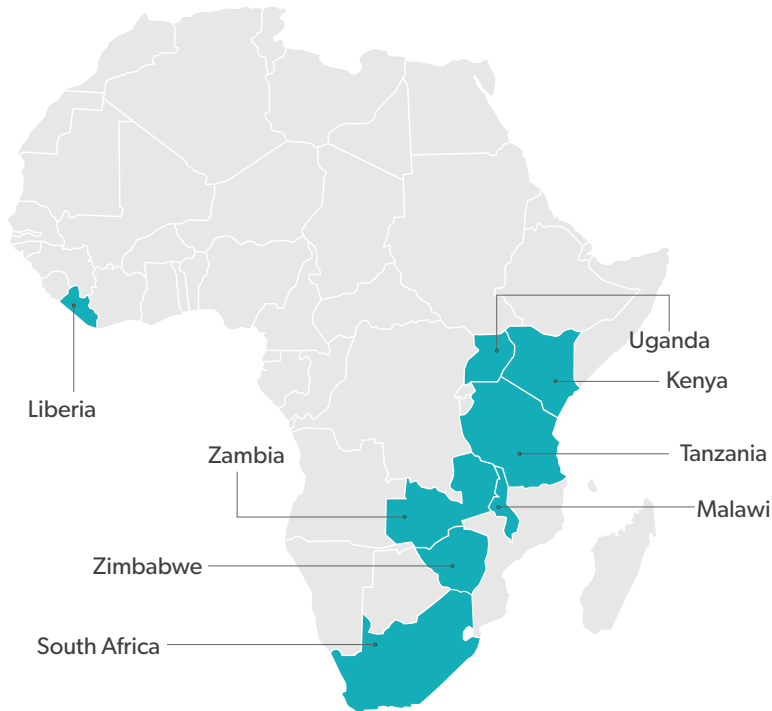 Uganda
Kenya
Liberia
Tanzania
Zambia
Malawi
Zimbabwe
South Africa